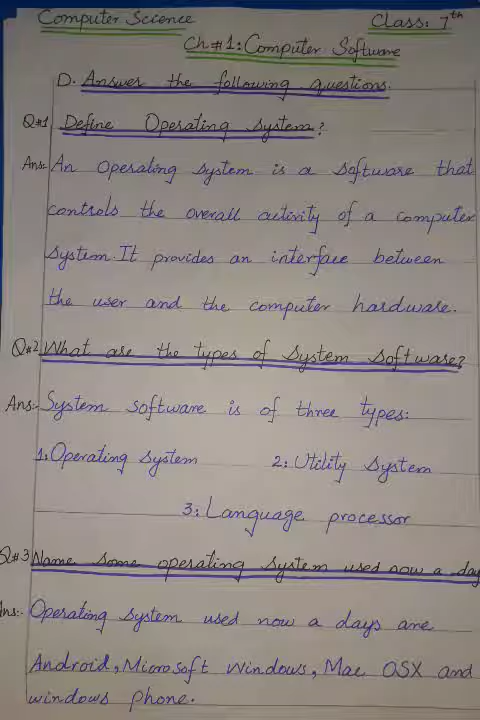 Computer Science Class: 7th
Ch#1: Computer Software
D. Answer the following questions.
Q#1 Define Operating System?
Ans:- An operating system is a software that
controls the overall activity of a computer
system. It provides an interface between
the user and the computer hardware.
Q#2 What are the types of System Software?
Ans:- System software is of three types:
1: Operating System 2: Utility System
3: Language processor
Q#3 Name some operating system used now a day
Ans:- Operating System used now a days are
Android, Microsoft Windows, Mac OSX and
windows phone.